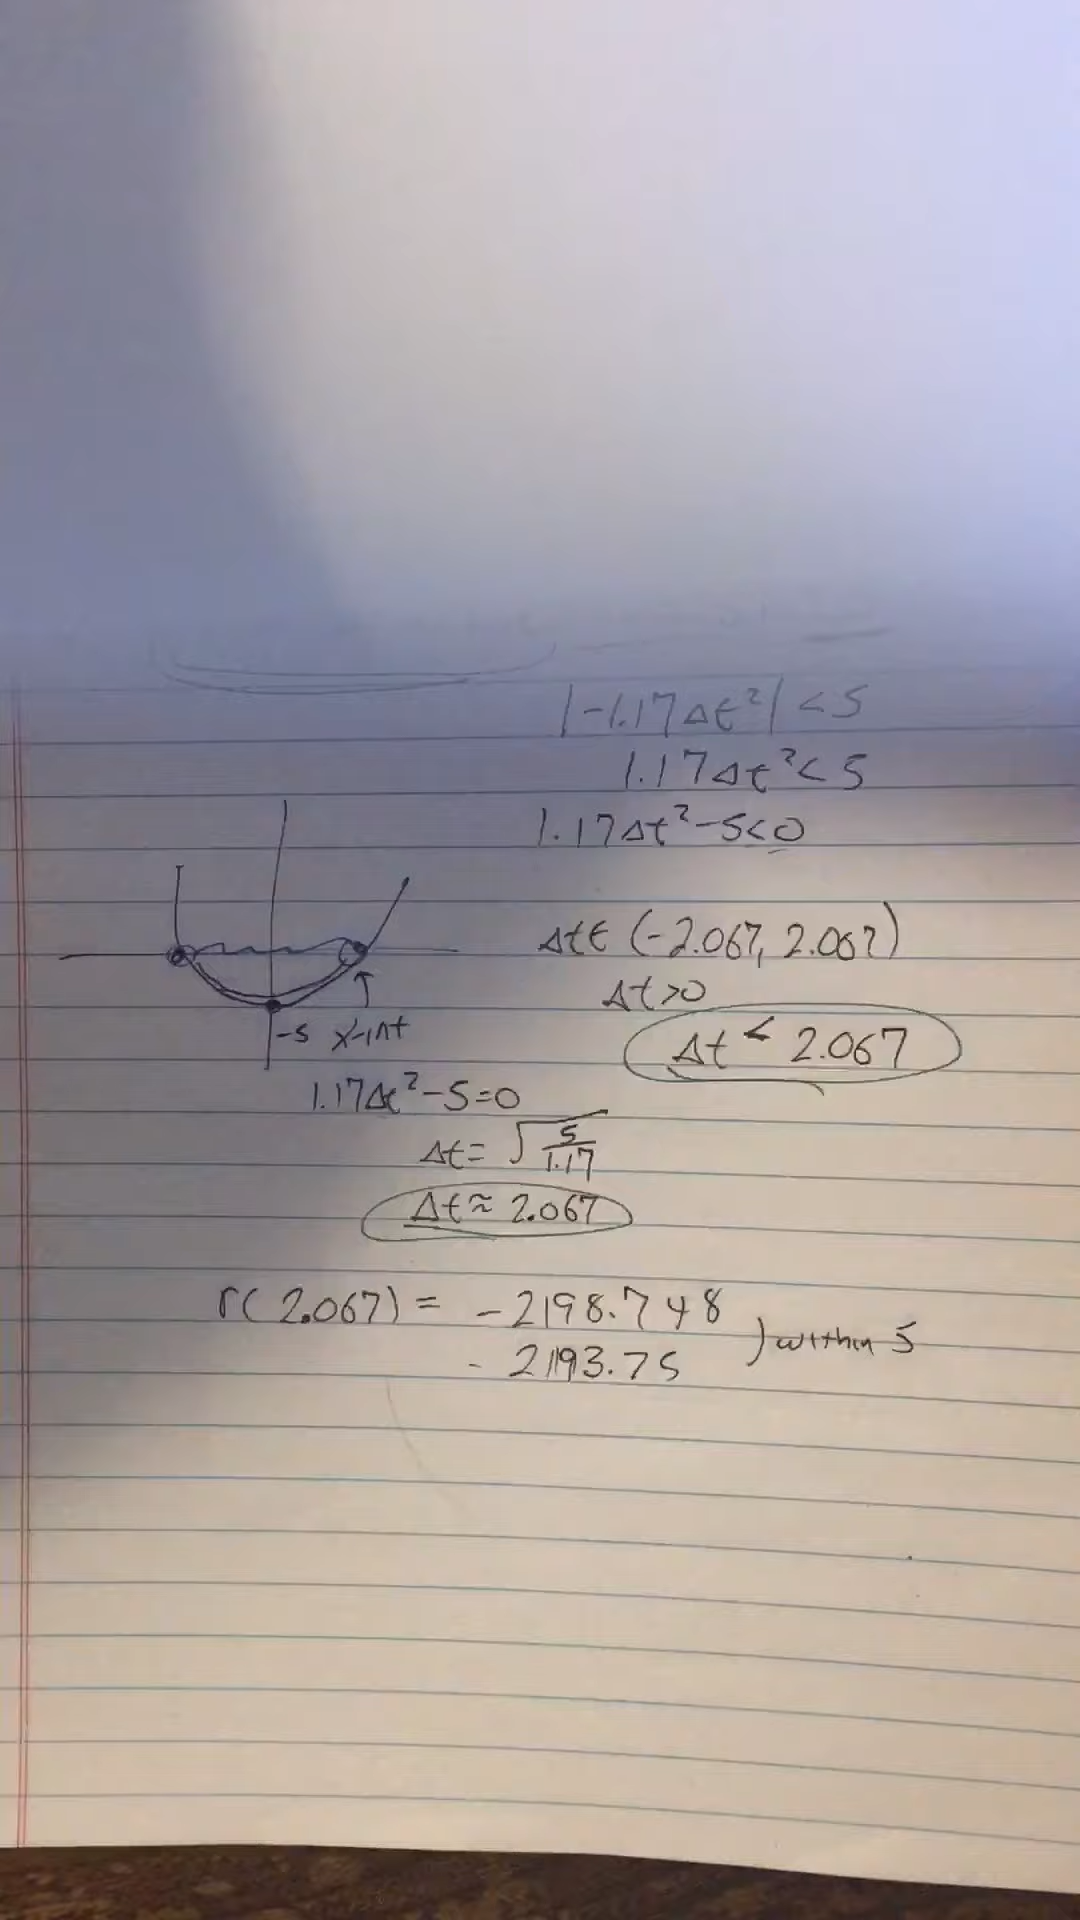 |-1.17Δt²| < 5
1.17Δt² < 5
1.17Δt² - 5 < 0
Δt ∈ (-2.067, 2.067)
Δt > 0
Δt < 2.067
-5 x-int
1.17Δt² - 5 = 0
Δt = √(5/1.17)
Δt ≈ 2.067
r(2.067) = -2198.748
-2193.75 ) within 5